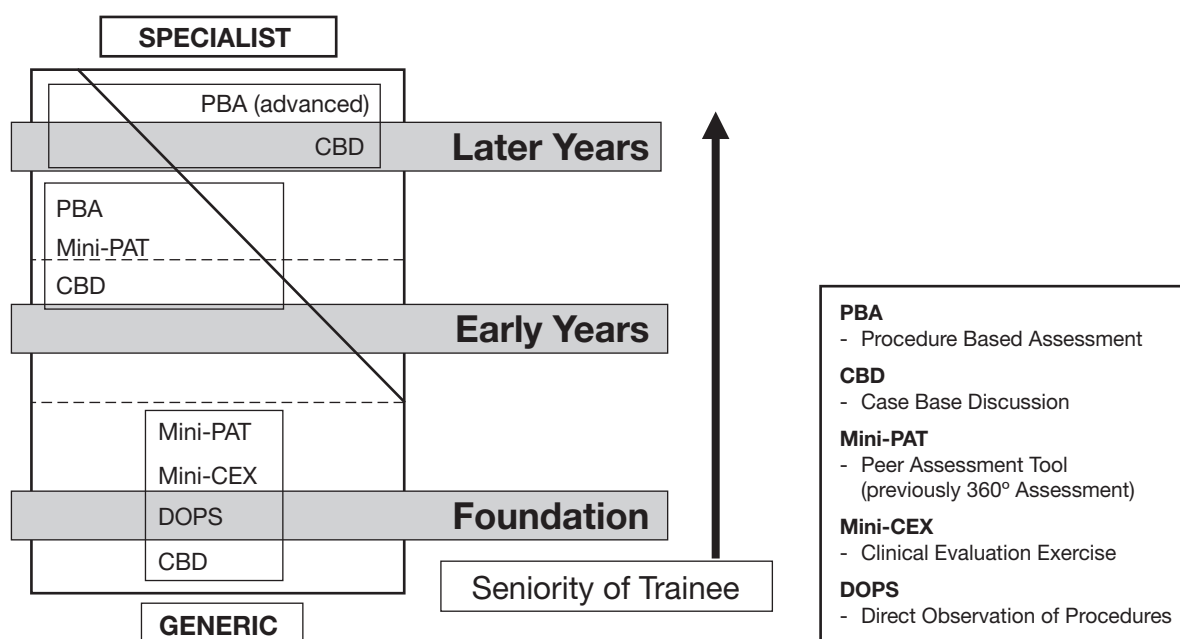 SPECIALIST
PBA (advanced)
CBD
Later Years
PBA
Mini-PAT
CBD
Early Years
Mini-PAT
Mini-CEX
DOPS
Foundation
CBD
Seniority of Trainee
GENERIC
PBA
- Procedure Based Assessment
CBD
- Case Base Discussion
Mini-PAT
- Peer Assessment Tool
(previously 360º Assessment)
Mini-CEX
- Clinical Evaluation Exercise
DOPS
- Direct Observation of Procedures